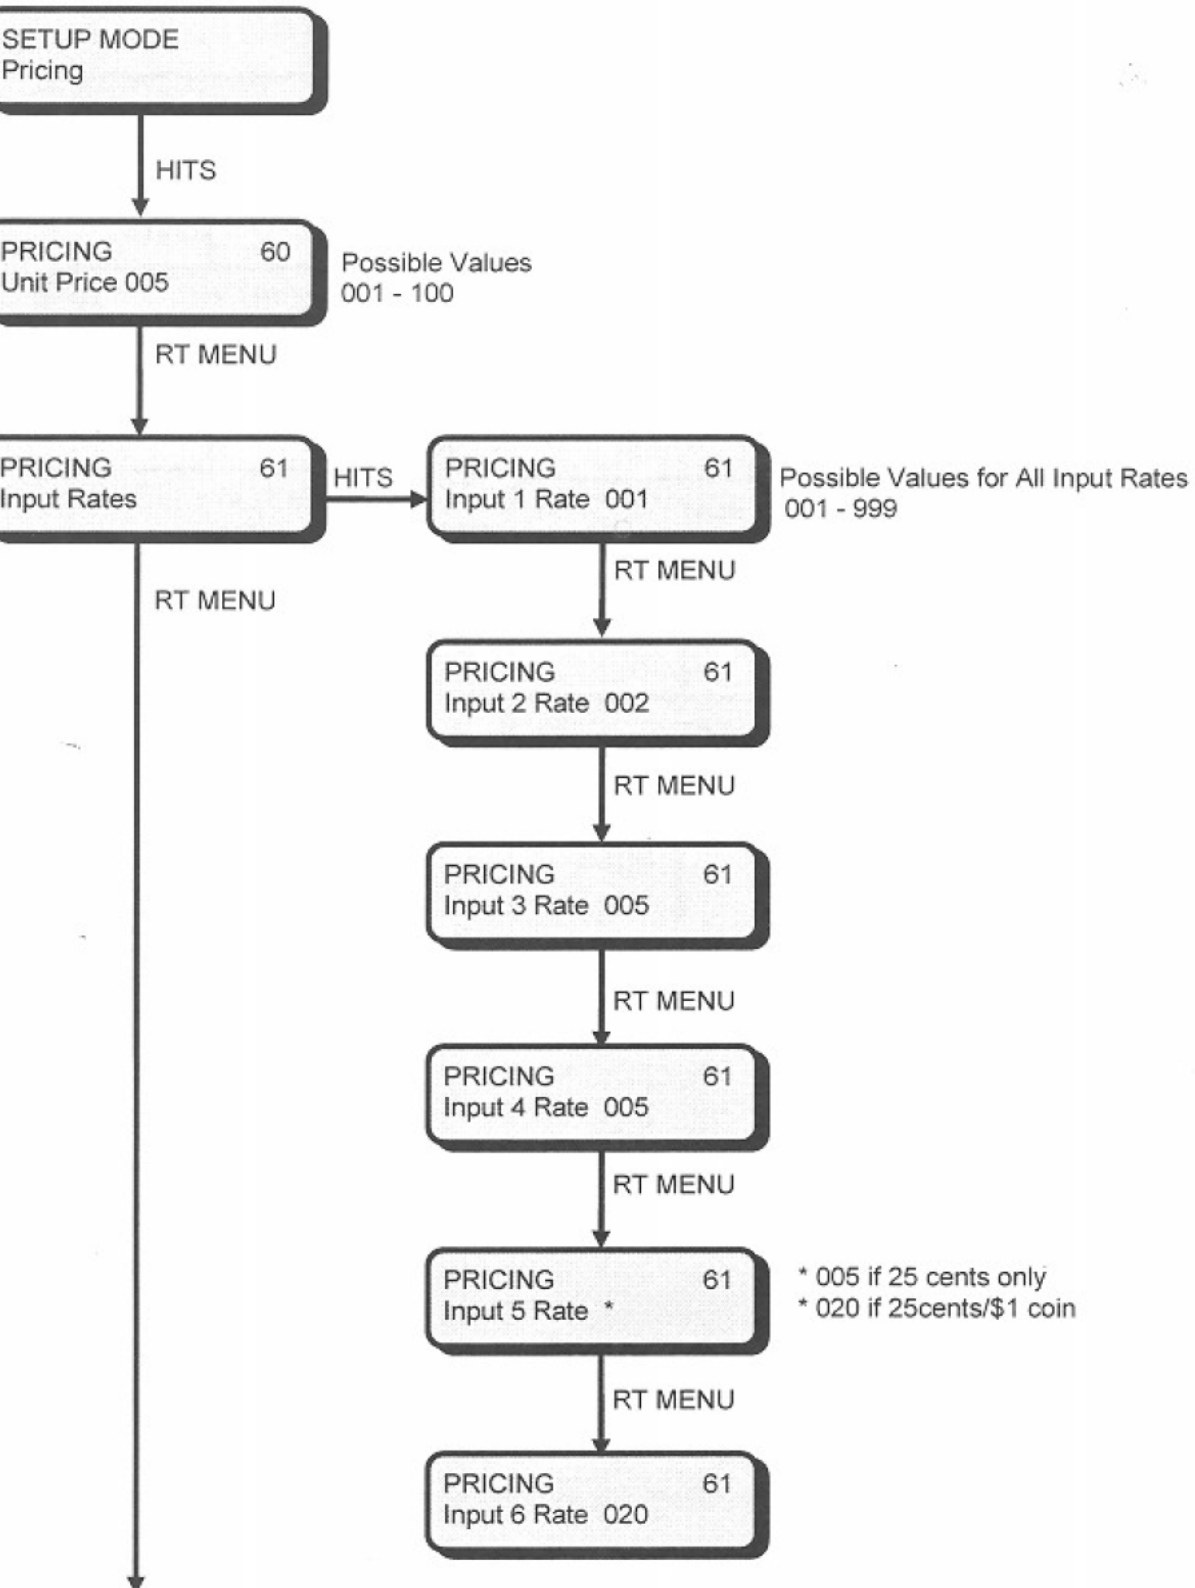 SETUP MODE
Pricing
HITS
PRICING 60
Unit Price 005
Possible Values
001 - 100
RT MENU
PRICING 61
Input Rates
HITS
PRICING 61
Input 1 Rate 001
Possible Values for All Input Rates
001 - 999
RT MENU
RT MENU
PRICING 61
Input 2 Rate 002
RT MENU
PRICING 61
Input 3 Rate 005
RT MENU
PRICING 61
Input 4 Rate 005
RT MENU
PRICING 61
Input 5 Rate *
* 005 if 25 cents only
* 020 if 25cents/$1 coin
RT MENU
PRICING 61
Input 6 Rate 020